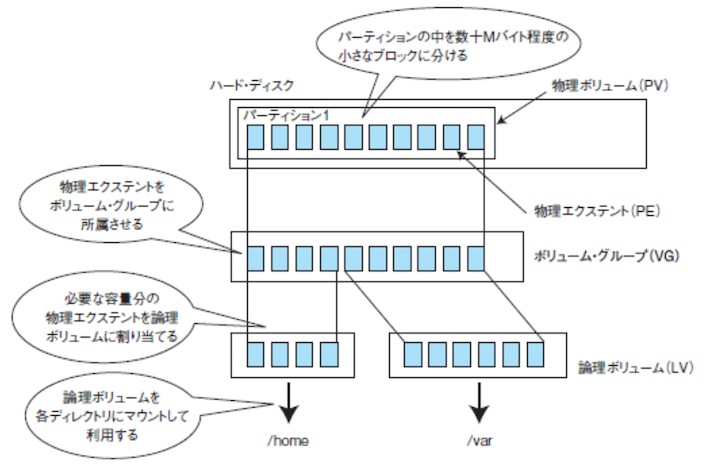 パーティションの中を数十Mバイト程度の
小さなブロックに分ける
ハード・ディスク
物理ボリューム(PV)
パーティション1
物理エクステントを
ボリューム・グループに
所属させる
物理エクステント(PE)
ボリューム・グループ(VG)
必要な容量分の
物理エクステントを論理
ボリュームに割り当てる
論理ボリューム(LV)
論理ボリュームを
各ディレクトリにマウントして
利用する
/home
/var